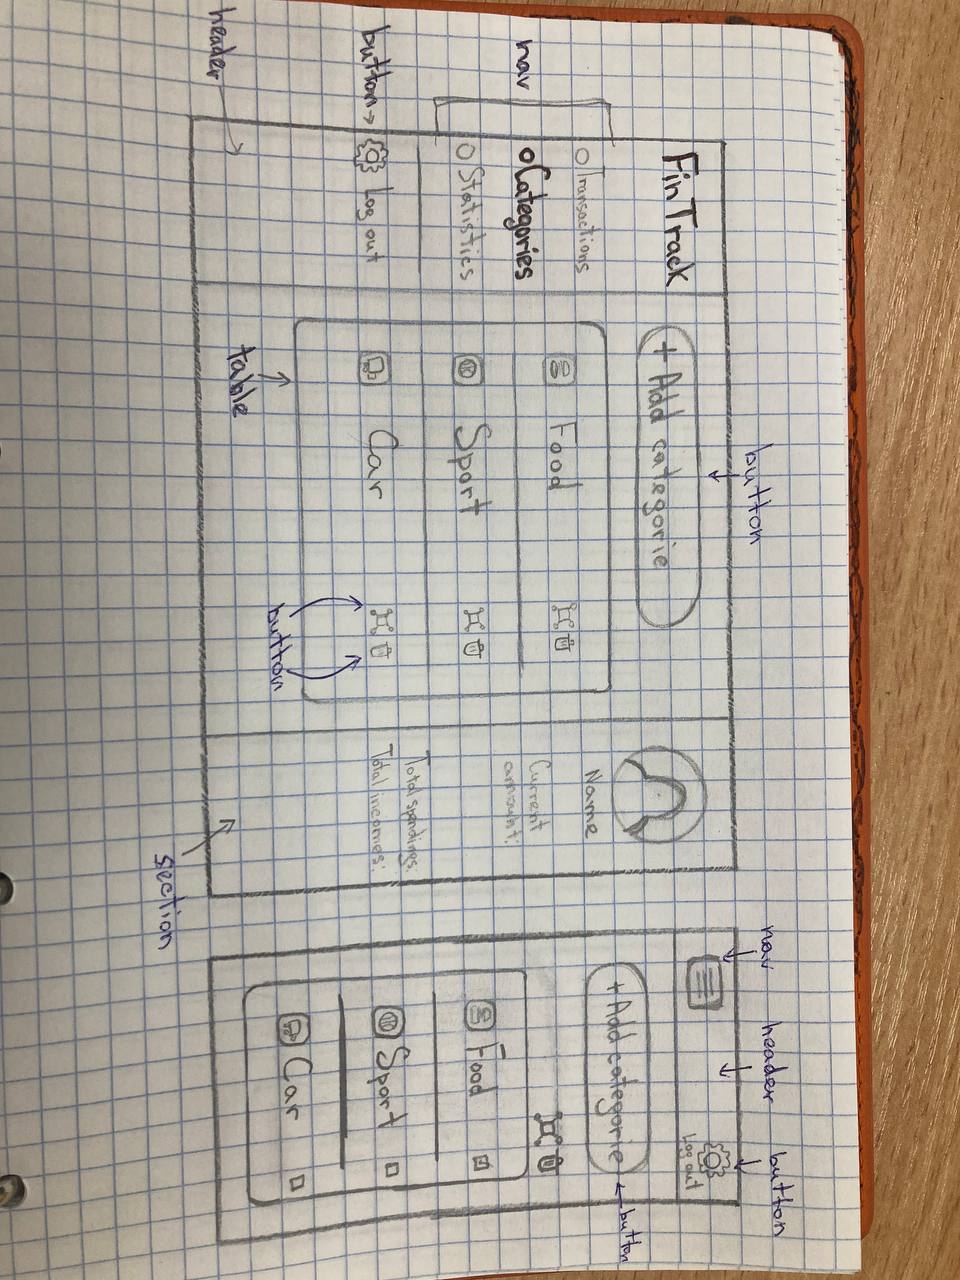 button
FinTrack
+ Add categorie
Transactions
Categories
Statistics
nav
button
Log out
header
Food
Sport
Car
button
table
Name
Current
amount:
Total spendings:
Total incomes:
section
nav
header
button
Log out
+ Add categorie
button
Food
Sport
Car